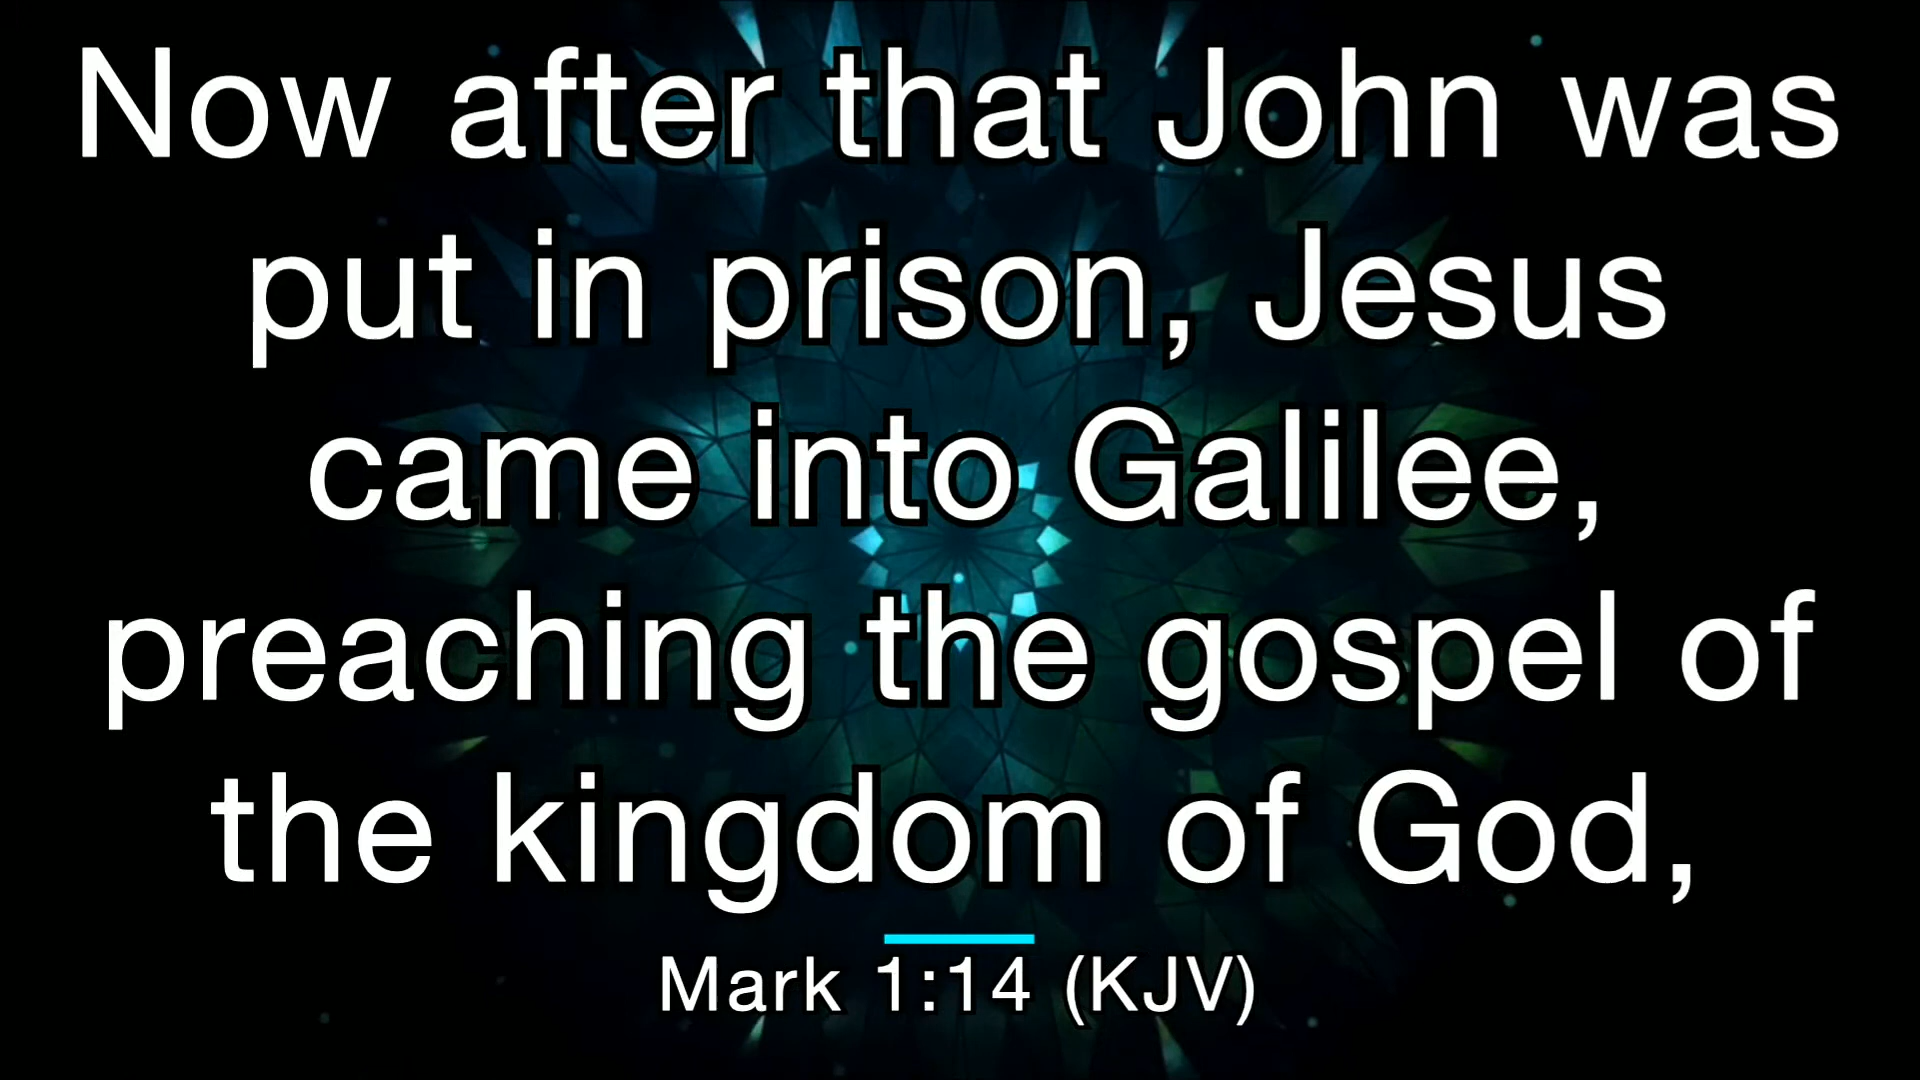 Now after that John was
put in prison, Jesus
came into Galilee,
preaching the gospel of
the kingdom of God,
Mark 1:14 (KJV)